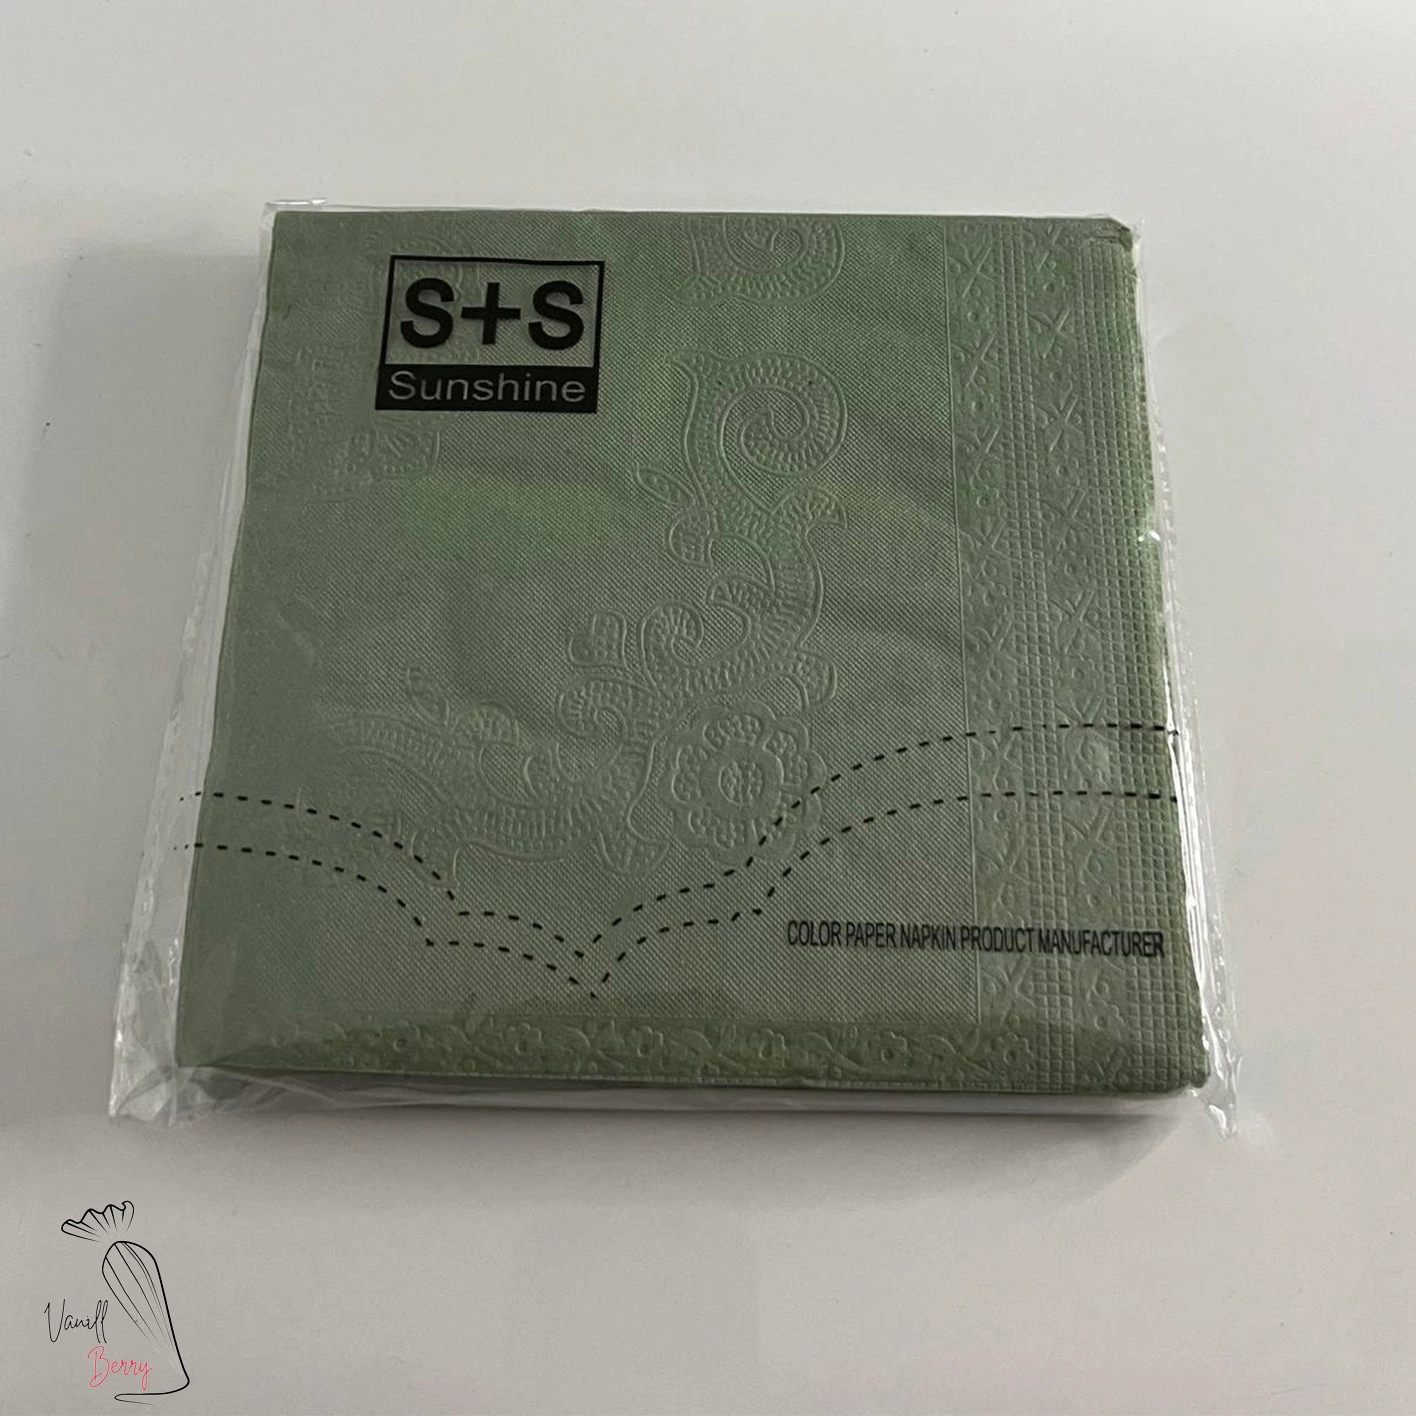 S+S
Sunshine
COLOR PAPER NAPKIN PRODUCT MANUFACTURER
Vanill
Berry